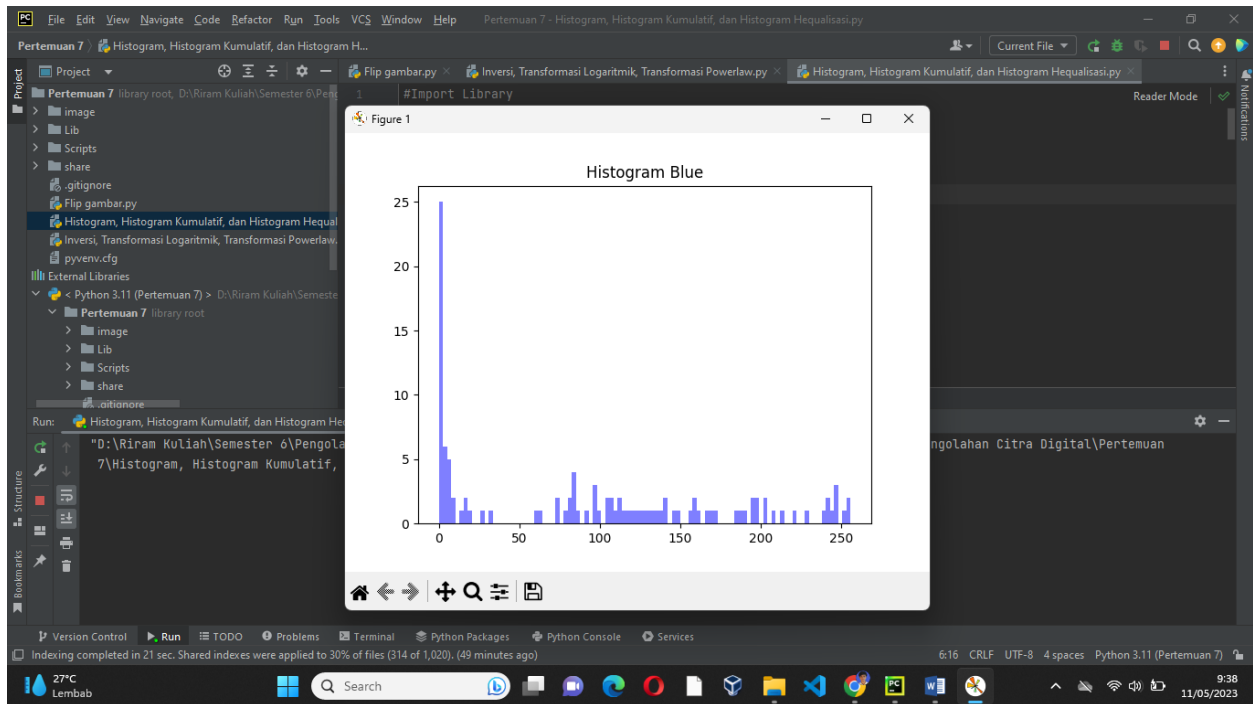 PC File Edit View Navigate Code Refactor Run Tools VCS Window Help Pertemuan 7 - Histogram, Histogram Kumulatif, dan Histogram Hequalisasi.py
Pertemuan 7 Histogram, Histogram Kumulatif, dan Histogram H... Current File
Project
Project Flip gambar.py Inversi, Transformasi Logaritmik, Transformasi Powerlaw.py Histogram, Histogram Kumulatif, dan Histogram Hequalisasi.py
Pertemuan 7 library root, D:\Riram Kuliah\Semester 6\Peng 1 #Import Library Reader Mode
Notifications
image
Lib
Scripts
share
.gitignore
Flip gambar.py
Histogram, Histogram Kumulatif, dan Histogram Hequal
Inversi, Transformasi Logaritmik, Transformasi Powerlaw.
pyvenv.cfg
External Libraries
< Python 3.11 (Pertemuan 7) > D:\Riram Kuliah\Semeste
Pertemuan 7 library root
image
Lib
Scripts
share
.gitignore
Figure 1
Histogram Blue
25
20
15
10
5
0
0 50 100 150 200 250
Run: Histogram, Histogram Kumulatif, dan Histogram He
"D:\Riram Kuliah\Semester 6\Pengola ngolahan Citra Digital\Pertemuan
7\Histogram, Histogram Kumulatif,
Structure
Bookmarks
Version Control Run TODO Problems Terminal Python Packages Python Console Services
Indexing completed in 21 sec. Shared indexes were applied to 30% of files (314 of 1,020). (49 minutes ago) 6:16 CRLF UTF-8 4 spaces Python 3.11 (Pertemuan 7)
27°C
Lembab
Search
PC
W
9:38
11/05/2023